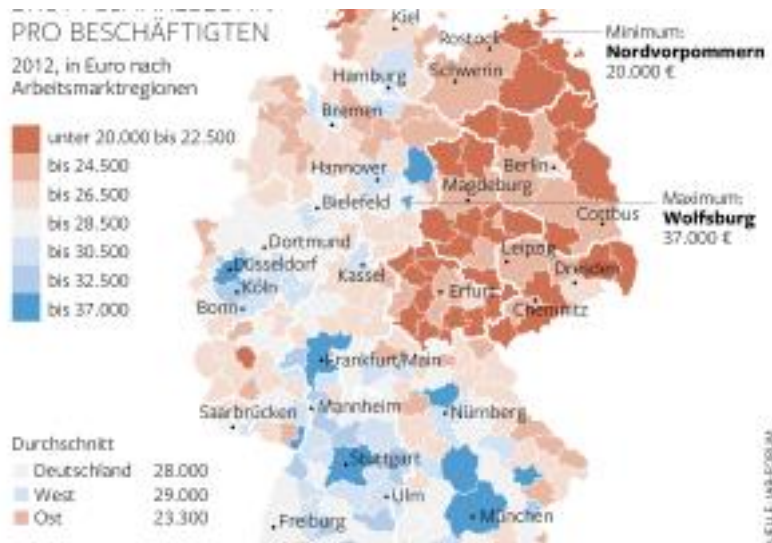 PRO BESCHÄFTIGTEN
2012, in Euro nach
Arbeitsmarktregionen
unter 20.000 bis 22.500
bis 24.500
bis 26.500
bis 28.500
bis 30.500
bis 32.500
bis 37.000
Kiel
Rostock
Hamburg
Schwerin
Bremen
Minimum:
Nordvorpommern
20.000 €
Hannover
Berlin
Magdeburg
Bielefeld
Maximum:
Wolfsburg
37.000 €
Cottbus
Dortmund
Düsseldorf
Kassel
Leipzig
Dresden
Köln
Erfurt
Bonn
Chemnitz
Frankfurt/Main
Saarbrücken
Mannheim
Nürnberg
Stuttgart
Ulm
München
Freiburg
Durchschnitt
Deutschland 28.000
West 29.000
Ost 23.300